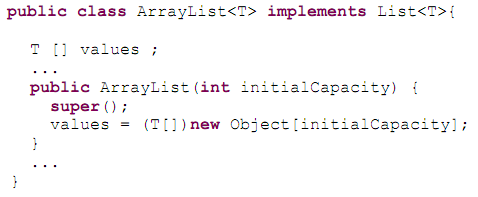 public class ArrayList<T> implements List<T>{
T [] values ;
...
public ArrayList(int initialCapacity) {
super();
values = (T[])new Object[initialCapacity];
}
...
}